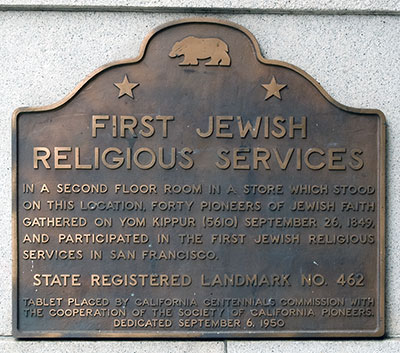 FIRST JEWISH
RELIGIOUS SERVICES
IN A SECOND FLOOR ROOM IN A STORE WHICH STOOD
ON THIS LOCATION, FORTY PIONEERS OF JEWISH FAITH
GATHERED ON YOM KIPPUR (5610) SEPTEMBER 26, 1849,
AND PARTICIPATED IN THE FIRST JEWISH RELIGIOUS
SERVICES IN SAN FRANCISCO.
STATE REGISTERED LANDMARK NO. 462
TABLET PLACED BY CALIFORNIA CENTENNIALS COMMISSION WITH
THE COOPERATION OF THE SOCIETY OF CALIFORNIA PIONEERS.
DEDICATED SEPTEMBER 6, 1950